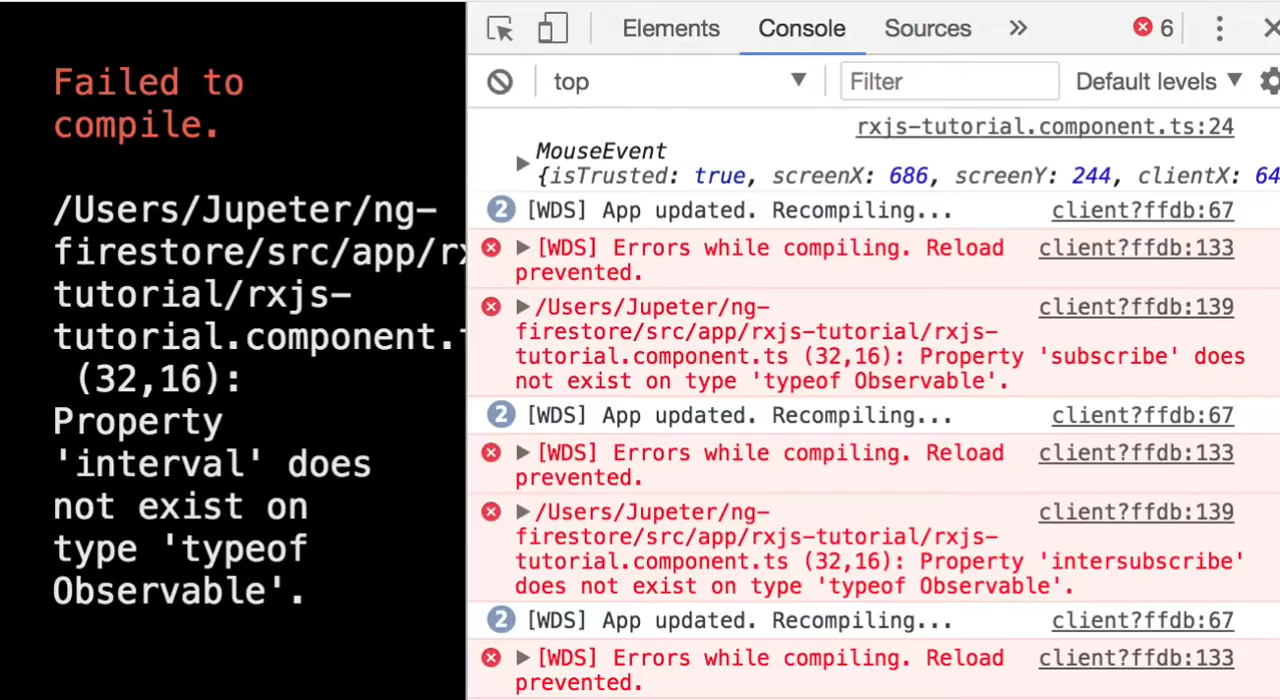 Failed to
compile.
/Users/Jupeter/ng-
firestore/src/app/rx
tutorial/rxjs-
tutorial.component.t
(32,16):
Property
'interval' does
not exist on
type 'typeof
Observable'.
Elements Console Sources » 6
top Filter Default levels
rxjs-tutorial.component.ts:24
MouseEvent
{isTrusted: true, screenX: 686, screenY: 244, clientX: 64
2 [WDS] App updated. Recompiling... client?ffdb:67
[WDS] Errors while compiling. Reload client?ffdb:133
prevented.
/Users/Jupeter/ng- client?ffdb:139
firestore/src/app/rxjs-tutorial/rxjs-
tutorial.component.ts (32,16): Property 'subscribe' does
not exist on type 'typeof Observable'.
2 [WDS] App updated. Recompiling... client?ffdb:67
[WDS] Errors while compiling. Reload client?ffdb:133
prevented.
/Users/Jupeter/ng- client?ffdb:139
firestore/src/app/rxjs-tutorial/rxjs-
tutorial.component.ts (32,16): Property 'intersubscribe'
does not exist on type 'typeof Observable'.
2 [WDS] App updated. Recompiling... client?ffdb:67
[WDS] Errors while compiling. Reload client?ffdb:133
prevented.